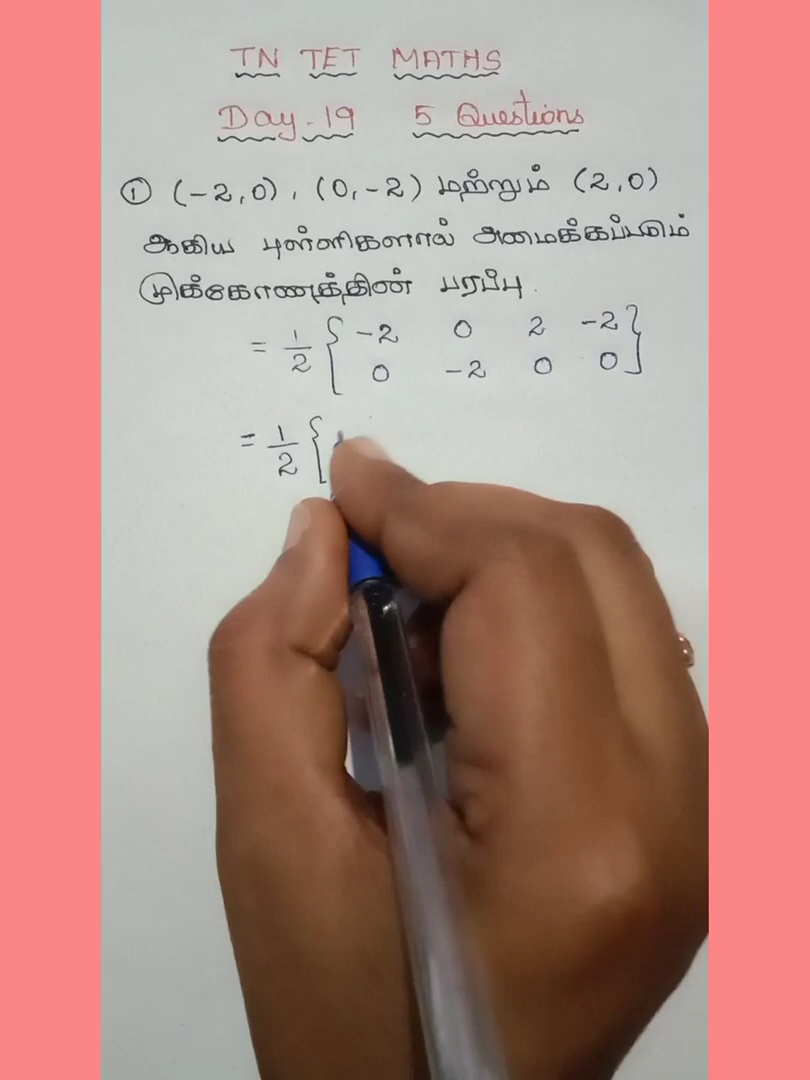 TN TET MATHS
Day-19 5 Questions
① (-2,0), (0,-2) மற்றும் (2,0)
ஆகிய புள்ளிகளால் அமைக்கப்படும்
முக்கோணத்தின் பரப்பு.
= 1/2 { -2 0 2 -2 }
0 -2 0 0
= 1/2 {